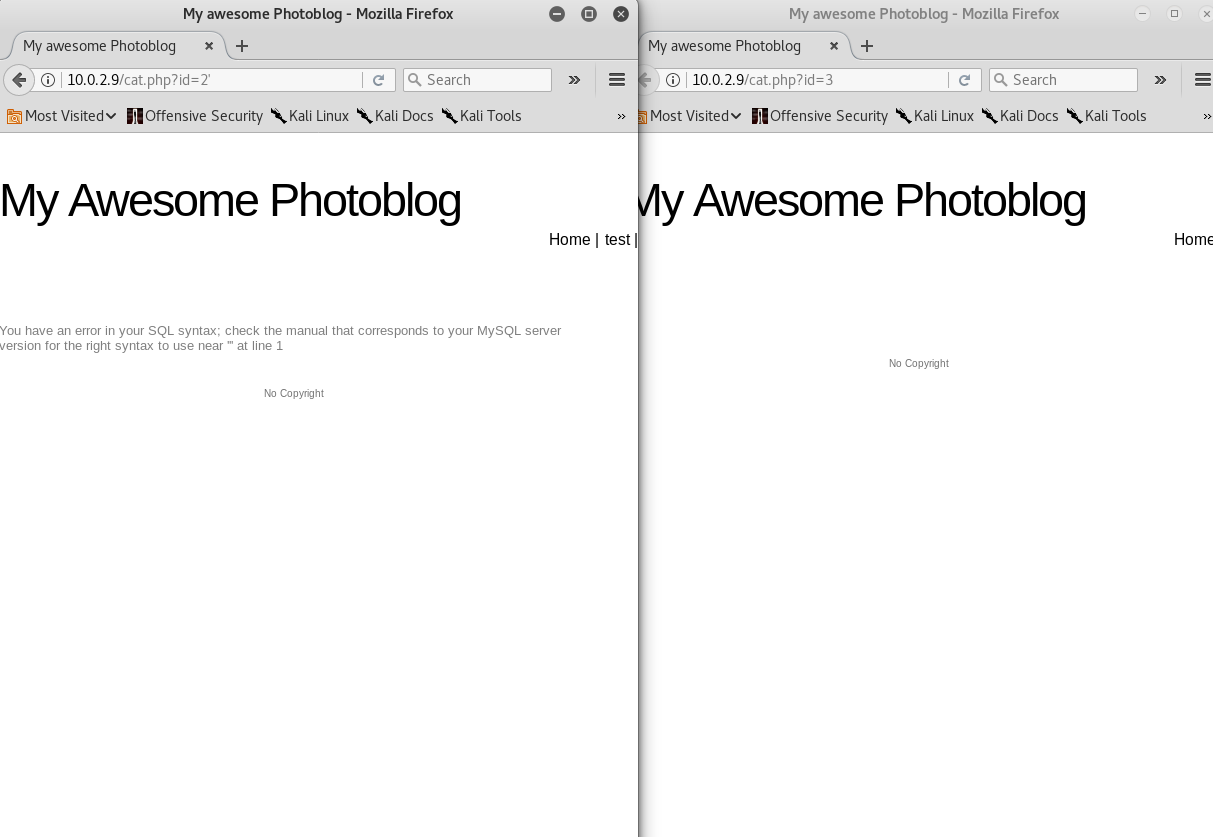 My awesome Photoblog - Mozilla Firefox
My awesome Photoblog
10.0.2.9/cat.php?id=2'
Search
Most Visited Offensive Security Kali Linux Kali Docs Kali Tools
My Awesome Photoblog
Home | test |
You have an error in your SQL syntax; check the manual that corresponds to your MySQL server
version for the right syntax to use near ''' at line 1
No Copyright
My awesome Photoblog - Mozilla Firefox
My awesome Photoblog
10.0.2.9/cat.php?id=3
Search
Most Visited Offensive Security Kali Linux Kali Docs Kali Tools
My Awesome Photoblog
Home
No Copyright